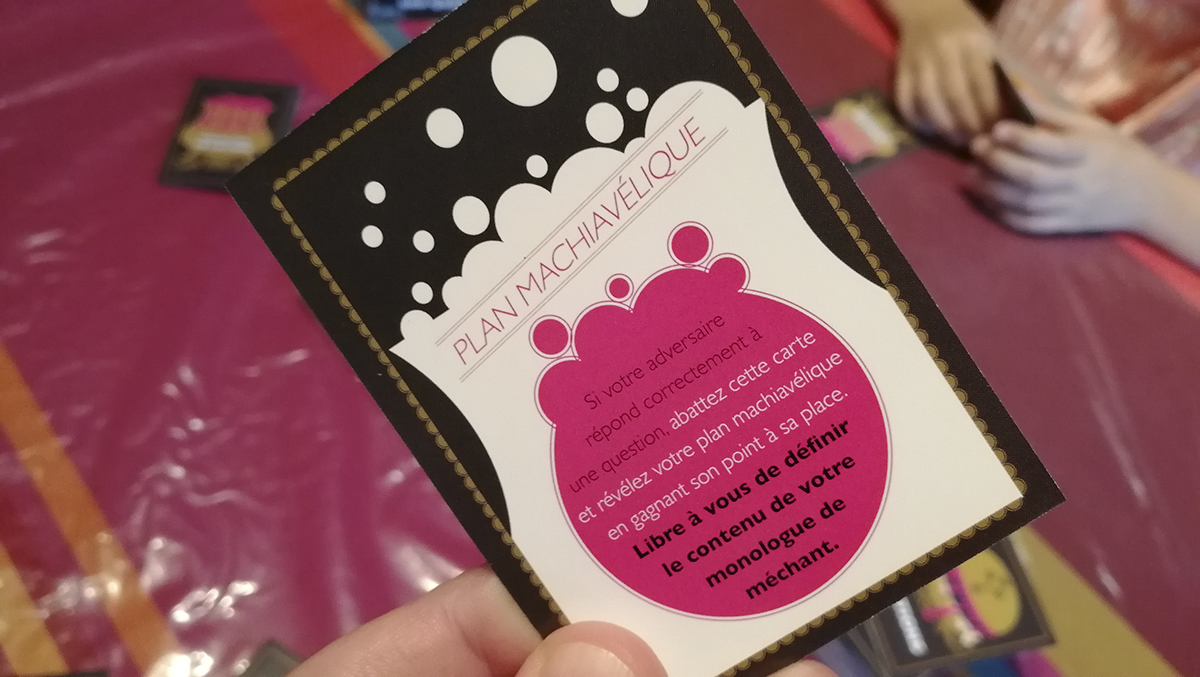 PLAN MACHIAVÉLIQUE
Si votre adversaire
répond correctement à
une question, abattez cette carte
et révélez votre plan machiavélique
en gagnant son point à sa place.
Libre à vous de définir
le contenu de votre
monologue de
méchant.